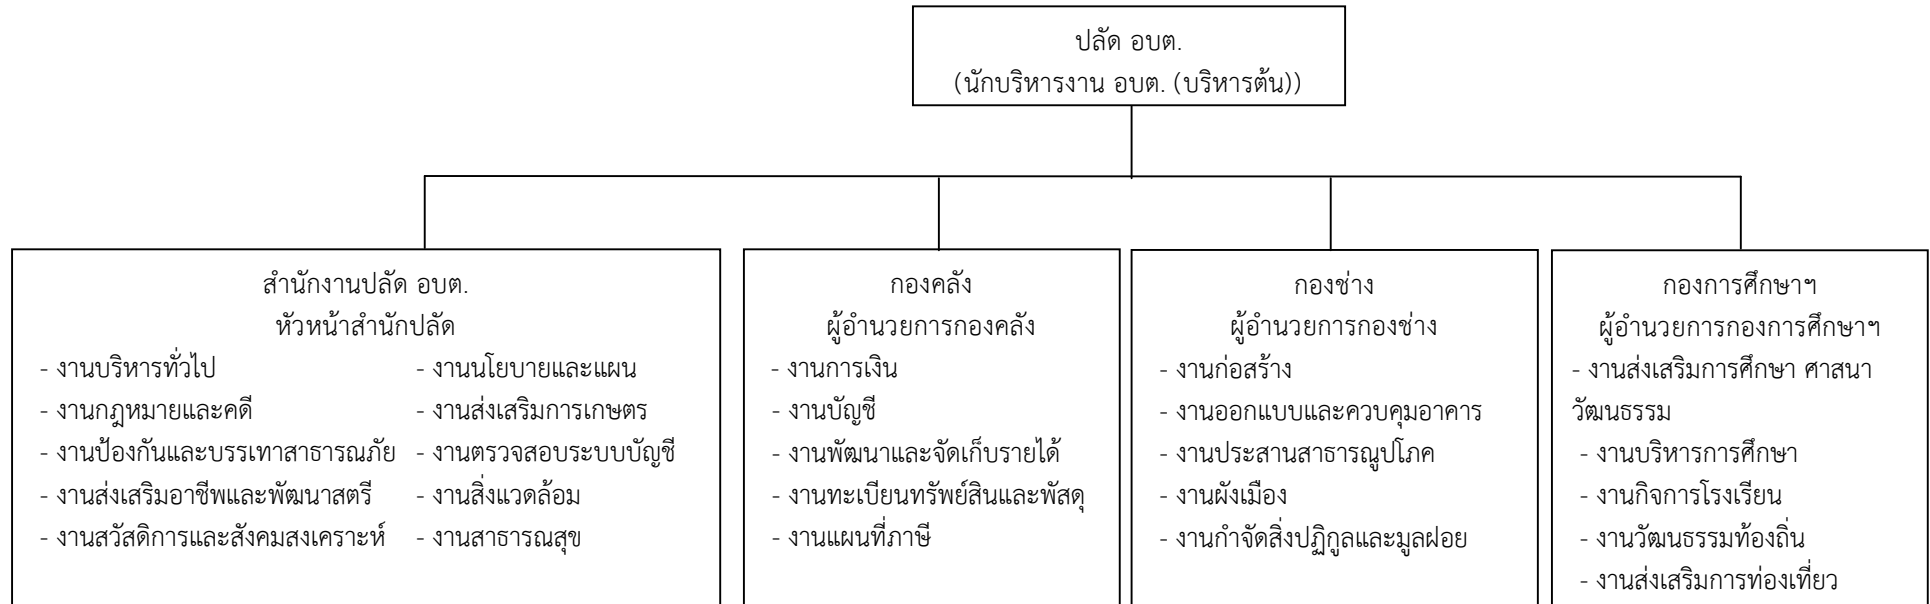 ปลัด อบต.
(นักบริหารงาน อบต. (บริหารต้น))
สำนักงานปลัด อบต.
หัวหน้าสำนักปลัด
- งานบริหารทั่วไป
- งานกฎหมายและคดี
- งานป้องกันและบรรเทาสาธารณภัย
- งานส่งเสริมอาชีพและพัฒนาสตรี
- งานสวัสดิการและสังคมสงเคราะห์
- งานนโยบายและแผน
- งานส่งเสริมการเกษตร
- งานตรวจสอบระบบบัญชี
- งานสิ่งแวดล้อม
- งานสาธารณสุข
กองคลัง
ผู้อำนวยการกองคลัง
- งานการเงิน
- งานบัญชี
- งานพัฒนาและจัดเก็บรายได้
- งานทะเบียนทรัพย์สินและพัสดุ
- งานแผนที่ภาษี
กองช่าง
ผู้อำนวยการกองช่าง
- งานก่อสร้าง
- งานออกแบบและควบคุมอาคาร
- งานประสานสาธารณูปโภค
- งานผังเมือง
- งานกำจัดสิ่งปฏิกูลและมูลฝอย
กองการศึกษาฯ
ผู้อำนวยการกองการศึกษาฯ
- งานส่งเสริมการศึกษา ศาสนา
วัฒนธรรม
- งานบริหารการศึกษา
- งานกิจการโรงเรียน
- งานวัฒนธรรมท้องถิ่น
- งานส่งเสริมการท่องเที่ยว